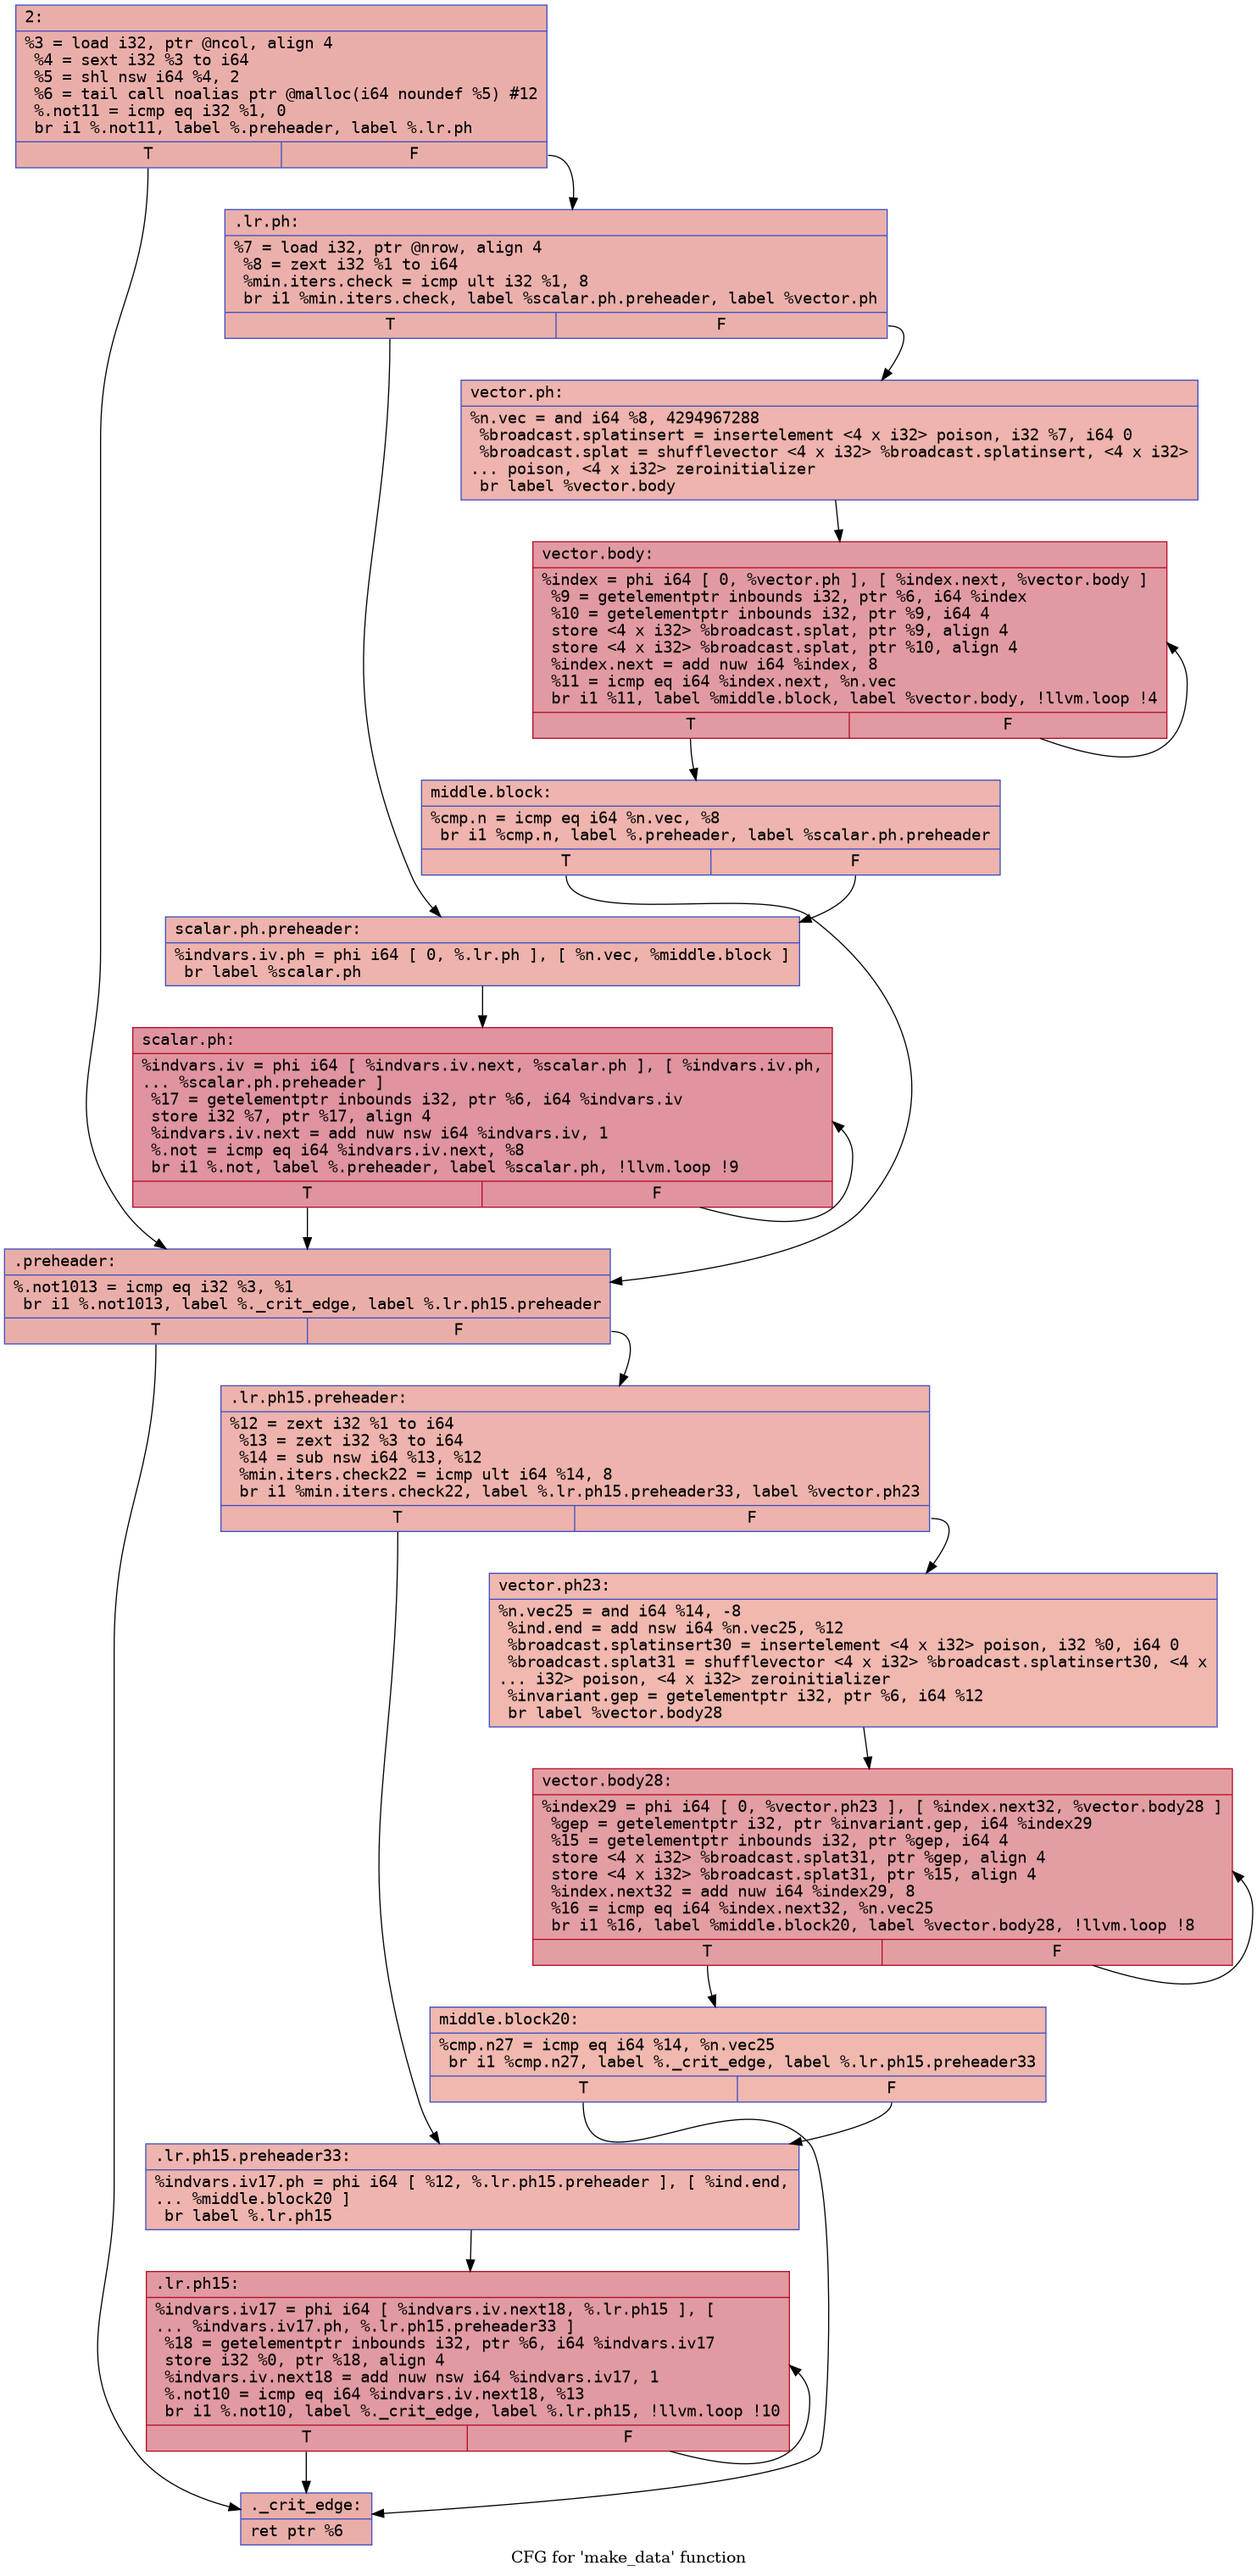 2:
%3 = load i32, ptr @ncol, align 4
%4 = sext i32 %3 to i64
%5 = shl nsw i64 %4, 2
%6 = tail call noalias ptr @malloc(i64 noundef %5) #12
%.not11 = icmp eq i32 %1, 0
br i1 %.not11, label %.preheader, label %.lr.ph
T F
.lr.ph:
%7 = load i32, ptr @nrow, align 4
%8 = zext i32 %1 to i64
%min.iters.check = icmp ult i32 %1, 8
br i1 %min.iters.check, label %scalar.ph.preheader, label %vector.ph
T F
vector.ph:
%n.vec = and i64 %8, 4294967288
%broadcast.splatinsert = insertelement <4 x i32> poison, i32 %7, i64 0
%broadcast.splat = shufflevector <4 x i32> %broadcast.splatinsert, <4 x i32>
... poison, <4 x i32> zeroinitializer
br label %vector.body
vector.body:
%index = phi i64 [ 0, %vector.ph ], [ %index.next, %vector.body ]
%9 = getelementptr inbounds i32, ptr %6, i64 %index
%10 = getelementptr inbounds i32, ptr %9, i64 4
store <4 x i32> %broadcast.splat, ptr %9, align 4
store <4 x i32> %broadcast.splat, ptr %10, align 4
%index.next = add nuw i64 %index, 8
%11 = icmp eq i64 %index.next, %n.vec
br i1 %11, label %middle.block, label %vector.body, !llvm.loop !4
T F
middle.block:
%cmp.n = icmp eq i64 %n.vec, %8
br i1 %cmp.n, label %.preheader, label %scalar.ph.preheader
T F
scalar.ph.preheader:
%indvars.iv.ph = phi i64 [ 0, %.lr.ph ], [ %n.vec, %middle.block ]
br label %scalar.ph
scalar.ph:
%indvars.iv = phi i64 [ %indvars.iv.next, %scalar.ph ], [ %indvars.iv.ph,
... %scalar.ph.preheader ]
%17 = getelementptr inbounds i32, ptr %6, i64 %indvars.iv
store i32 %7, ptr %17, align 4
%indvars.iv.next = add nuw nsw i64 %indvars.iv, 1
%.not = icmp eq i64 %indvars.iv.next, %8
br i1 %.not, label %.preheader, label %scalar.ph, !llvm.loop !9
T F
.preheader:
%.not1013 = icmp eq i32 %3, %1
br i1 %.not1013, label %._crit_edge, label %.lr.ph15.preheader
T F
.lr.ph15.preheader:
%12 = zext i32 %1 to i64
%13 = zext i32 %3 to i64
%14 = sub nsw i64 %13, %12
%min.iters.check22 = icmp ult i64 %14, 8
br i1 %min.iters.check22, label %.lr.ph15.preheader33, label %vector.ph23
T F
vector.ph23:
%n.vec25 = and i64 %14, -8
%ind.end = add nsw i64 %n.vec25, %12
%broadcast.splatinsert30 = insertelement <4 x i32> poison, i32 %0, i64 0
%broadcast.splat31 = shufflevector <4 x i32> %broadcast.splatinsert30, <4 x
... i32> poison, <4 x i32> zeroinitializer
%invariant.gep = getelementptr i32, ptr %6, i64 %12
br label %vector.body28
vector.body28:
%index29 = phi i64 [ 0, %vector.ph23 ], [ %index.next32, %vector.body28 ]
%gep = getelementptr i32, ptr %invariant.gep, i64 %index29
%15 = getelementptr inbounds i32, ptr %gep, i64 4
store <4 x i32> %broadcast.splat31, ptr %gep, align 4
store <4 x i32> %broadcast.splat31, ptr %15, align 4
%index.next32 = add nuw i64 %index29, 8
%16 = icmp eq i64 %index.next32, %n.vec25
br i1 %16, label %middle.block20, label %vector.body28, !llvm.loop !8
T F
middle.block20:
%cmp.n27 = icmp eq i64 %14, %n.vec25
br i1 %cmp.n27, label %._crit_edge, label %.lr.ph15.preheader33
T F
.lr.ph15.preheader33:
%indvars.iv17.ph = phi i64 [ %12, %.lr.ph15.preheader ], [ %ind.end,
... %middle.block20 ]
br label %.lr.ph15
.lr.ph15:
%indvars.iv17 = phi i64 [ %indvars.iv.next18, %.lr.ph15 ], [
... %indvars.iv17.ph, %.lr.ph15.preheader33 ]
%18 = getelementptr inbounds i32, ptr %6, i64 %indvars.iv17
store i32 %0, ptr %18, align 4
%indvars.iv.next18 = add nuw nsw i64 %indvars.iv17, 1
%.not10 = icmp eq i64 %indvars.iv.next18, %13
br i1 %.not10, label %._crit_edge, label %.lr.ph15, !llvm.loop !10
T F
._crit_edge:
ret ptr %6
CFG for 'make_data' function